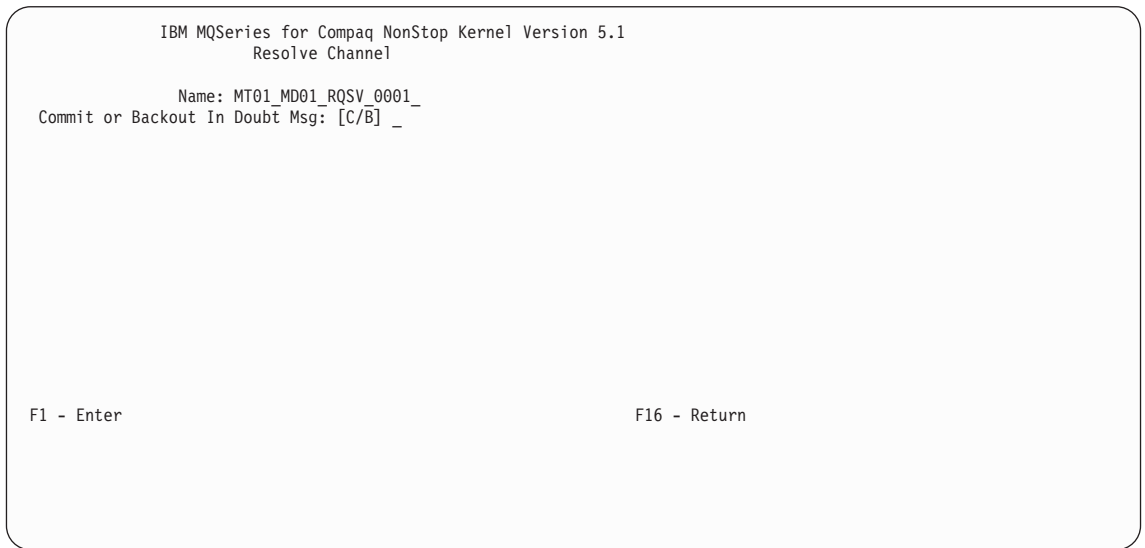 IBM MQSeries for Compaq NonStop Kernel Version 5.1
Resolve Channel
Name: MT01_MD01_RQSV_0001_
Commit or Backout In Doubt Msg: [C/B] _
F1 - Enter F16 - Return